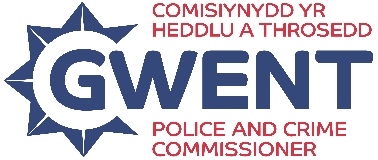 COMISIYNYDD YR
HEDDLU A THROSEDD
GWENT
POLICE AND CRIME
COMMISSIONER